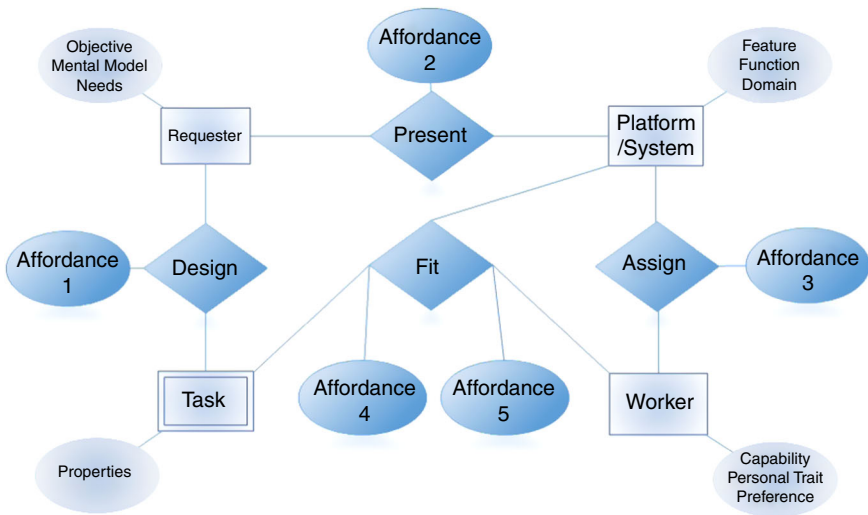 Objective
Mental Model
Needs
Affordance
2
Feature
Function
Domain
Requester
Present
Platform
/System
Affordance
1
Design
Fit
Assign
Affordance
3
Task
Affordance
4
Affordance
5
Worker
Properties
Capability
Personal Trait
Preference